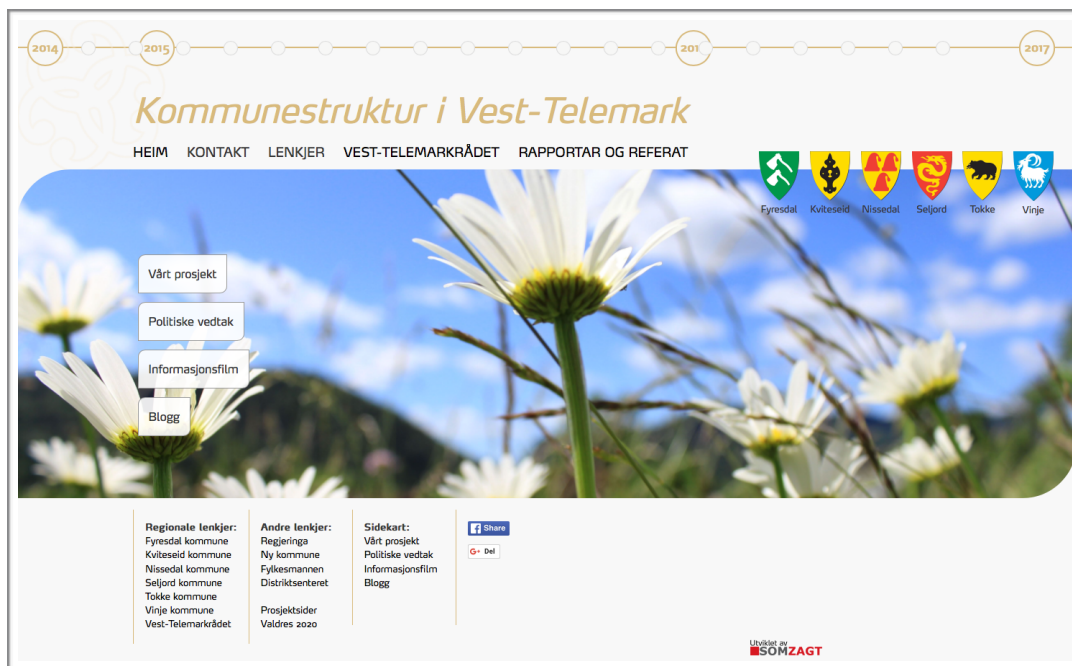 2014
2015
201
2017
Kommunestruktur i Vest-Telemark
HEIM KONTAKT LENKJER VEST-TELEMARKRÅDET RAPPORTAR OG REFERAT
Fyresdal Kviteseid Nissedal Seljord Tokke Vinje
Vårt prosjekt
Politiske vedtak
Informasjonsfilm
Blogg
Regionale lenkjer:
Fyresdal kommune
Kviteseid kommune
Nissedal kommune
Seljord kommune
Tokke kommune
Vinje kommune
Vest-Telemarkrådet
Andre lenkjer:
Regjeringa
Ny kommune
Fylkesmannen
Distriktsenteret
Prosjektsider
Valdres 2020
Sidekart:
Vårt prosjekt
Politiske vedtak
Informasjonsfilm
Blogg
f Share
G+ Del
Utviklet av
SOMZAGT